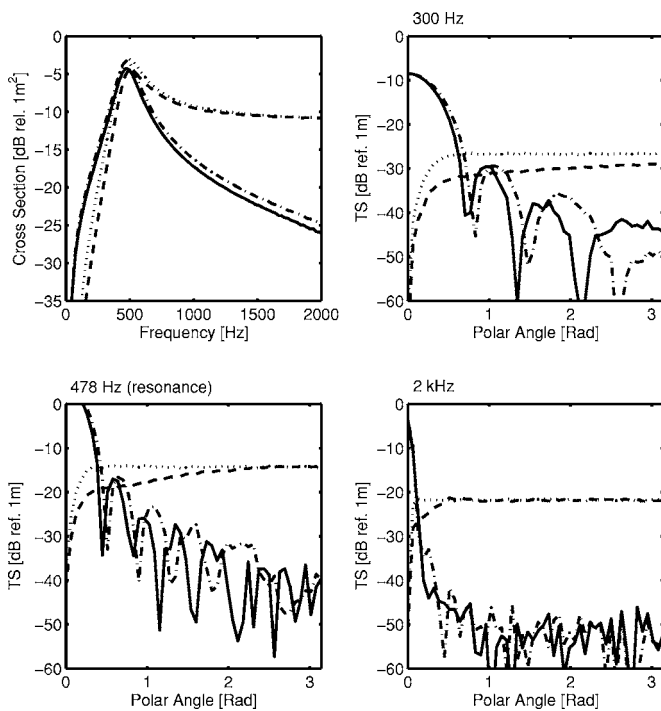 300 Hz
0
−5
−10
−15
−20
−25
−30
−35
Cross Section [dB rel. 1m²]
0 500 1000 1500 2000
Frequency [Hz]
0
−10
−20
−30
−40
−50
−60
TS [dB ref. 1m]
0 1 2 3
Polar Angle [Rad]
478 Hz (resonance)
0
−10
−20
−30
−40
−50
−60
TS [dB ref. 1m]
0 1 2 3
Polar Angle [Rad]
2 kHz
0
−10
−20
−30
−40
−50
−60
TS [dB ref. 1m]
0 1 2 3
Polar Angle [Rad]